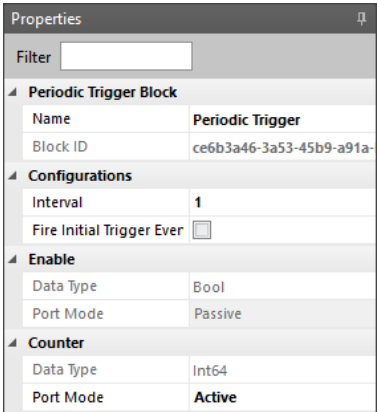 Properties
Filter
Periodic Trigger Block
Name Periodic Trigger
Block ID ce6b3a46-3a53-45b9-a91a-
Configurations
Interval 1
Fire Initial Trigger Ever
Enable
Data Type Bool
Port Mode Passive
Counter
Data Type Int64
Port Mode Active